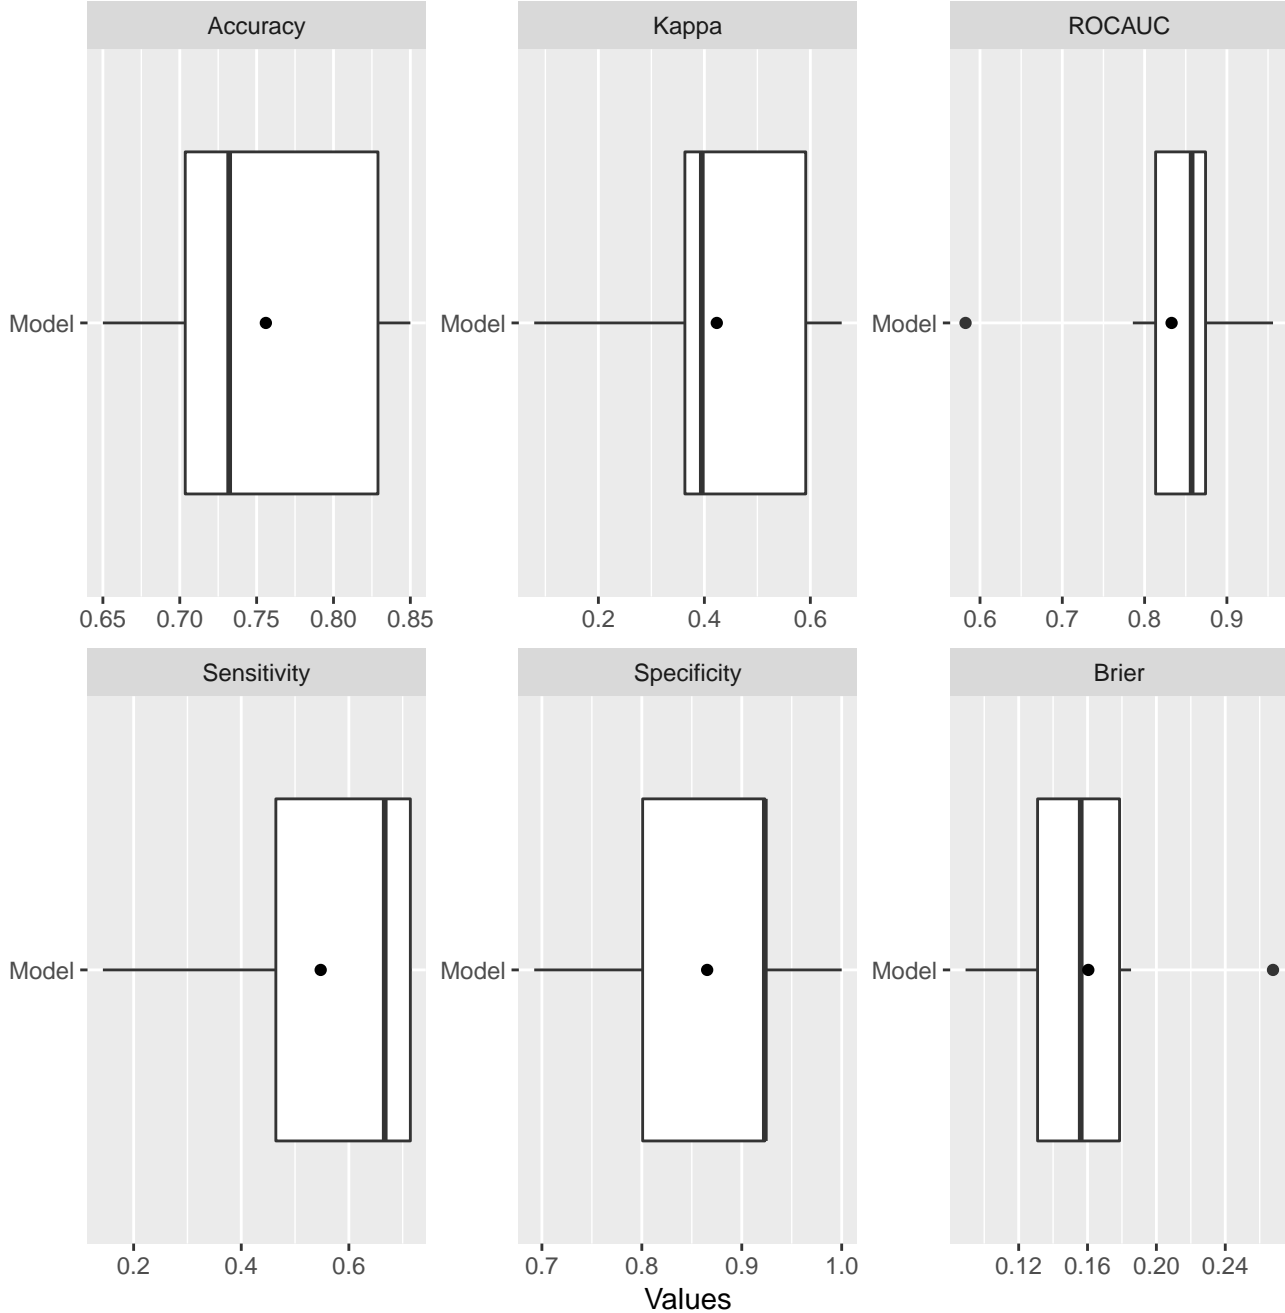 Accuracy Kappa ROCAUC
Model Model Model
0.65 0.70 0.75 0.80 0.85 0.2 0.4 0.6 0.6 0.7 0.8 0.9
Sensitivity Specificity Brier
Model Model Model
0.2 0.4 0.6 0.7 0.8 0.9 1.0 0.12 0.16 0.20 0.24
Values